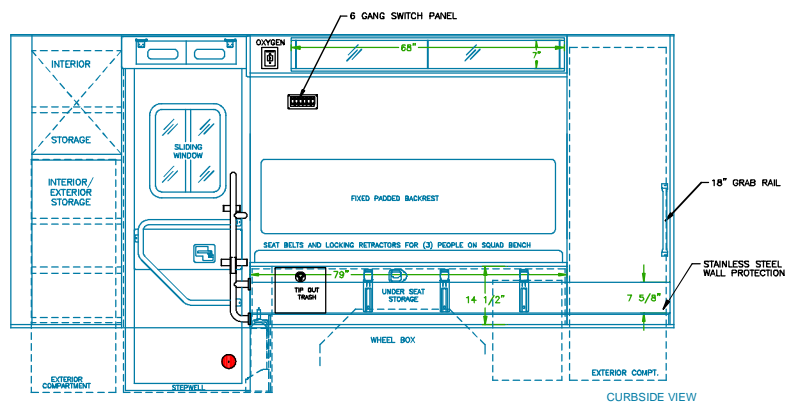 6 GANG SWITCH PANEL
OXYGEN
68"
7"
INTERIOR
STORAGE
SLIDING
WINDOW
INTERIOR/
EXTERIOR
STORAGE
FIXED PADDED BACKREST
18" GRAB RAIL
SEAT BELTS AND LOCKING RETRACTORS FOR (3) PEOPLE ON SQUAD BENCH
STAINLESS STEEL
WALL PROTECTION
79"
TIP OUT
TRASH
UNDER SEAT
STORAGE
14 1/2"
7 5/8"
WHEEL BOX
EXTERIOR
COMPARTMENT
STEPWELL
EXTERIOR COMPT.
CURBSIDE VIEW